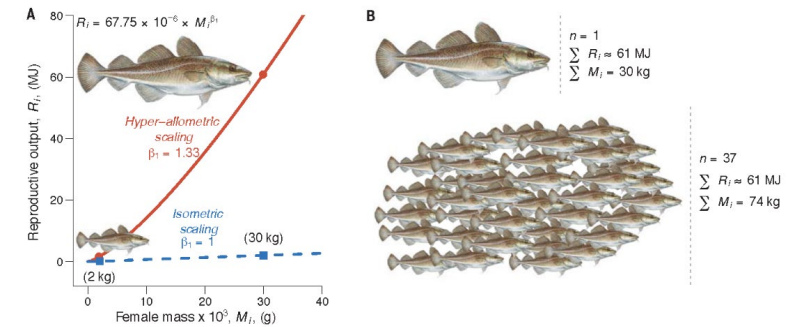 A
R_i = 67.75 × 10^-6 × M_i^β₁
80
60
40
20
0
Reproductive output, R_i, (MJ)
Hyper–allometric
scaling
β₁ = 1.33
Isometric
scaling
β₁ = 1
(30 kg)
(2 kg)
0 10 20 30 40
Female mass x 10³, M_i, (g)
B
n = 1
∑ R_i ≈ 61 MJ
∑ M_i = 30 kg
n = 37
∑ R_i ≈ 61 MJ
∑ M_i = 74 kg